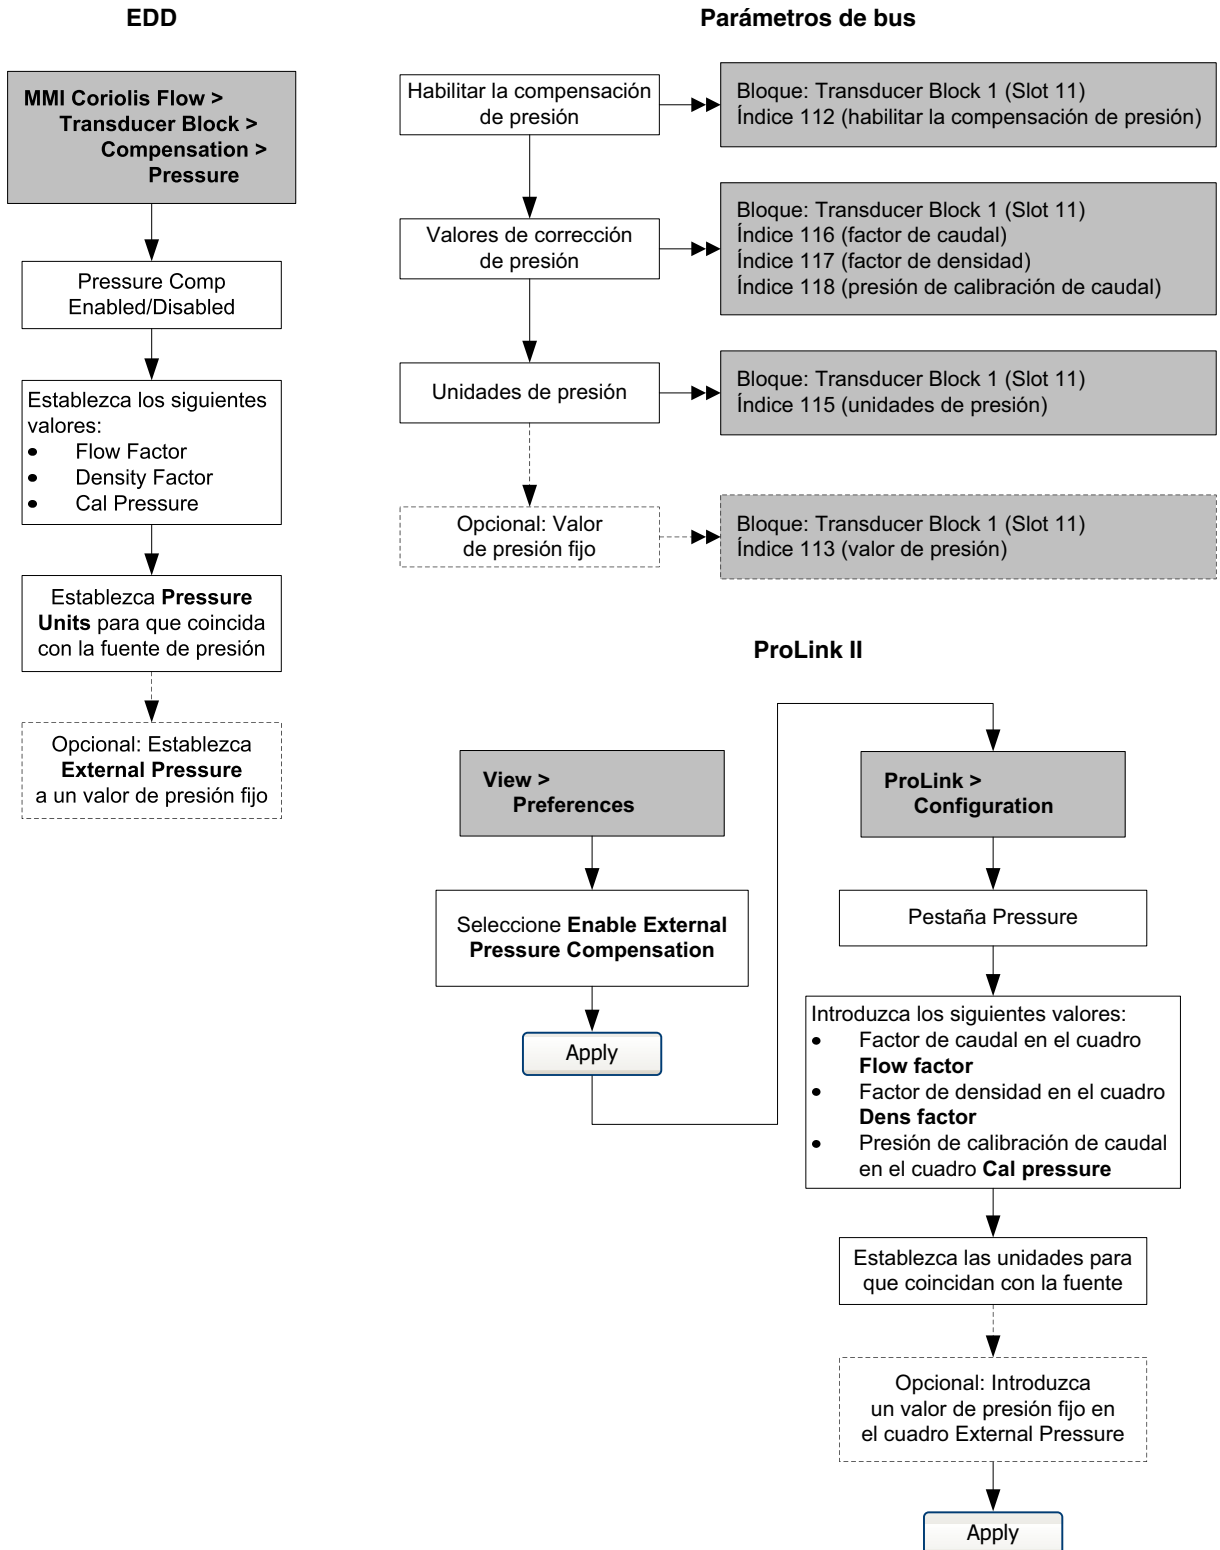 EDD
MMI Coriolis Flow >
Transducer Block >
Compensation >
Pressure
Pressure Comp
Enabled/Disabled
Establezca los siguientes
valores:
• Flow Factor
• Density Factor
• Cal Pressure
Establezca Pressure
Units para que coincida
con la fuente de presión
Opcional: Establezca
External Pressure
a un valor de presión fijo
Parámetros de bus
Habilitar la compensación
de presión
Bloque: Transducer Block 1 (Slot 11)
Índice 112 (habilitar la compensación de presión)
Valores de corrección
de presión
Bloque: Transducer Block 1 (Slot 11)
Índice 116 (factor de caudal)
Índice 117 (factor de densidad)
Índice 118 (presión de calibración de caudal)
Unidades de presión
Bloque: Transducer Block 1 (Slot 11)
Índice 115 (unidades de presión)
Opcional: Valor
de presión fijo
Bloque: Transducer Block 1 (Slot 11)
Índice 113 (valor de presión)
ProLink II
View >
Preferences
Seleccione Enable External
Pressure Compensation
Apply
ProLink >
Configuration
Pestaña Pressure
Introduzca los siguientes valores:
• Factor de caudal en el cuadro
Flow factor
• Factor de densidad en el cuadro
Dens factor
• Presión de calibración de caudal
en el cuadro Cal pressure
Establezca las unidades para
que coincidan con la fuente
Opcional: Introduzca
un valor de presión fijo en
el cuadro External Pressure
Apply